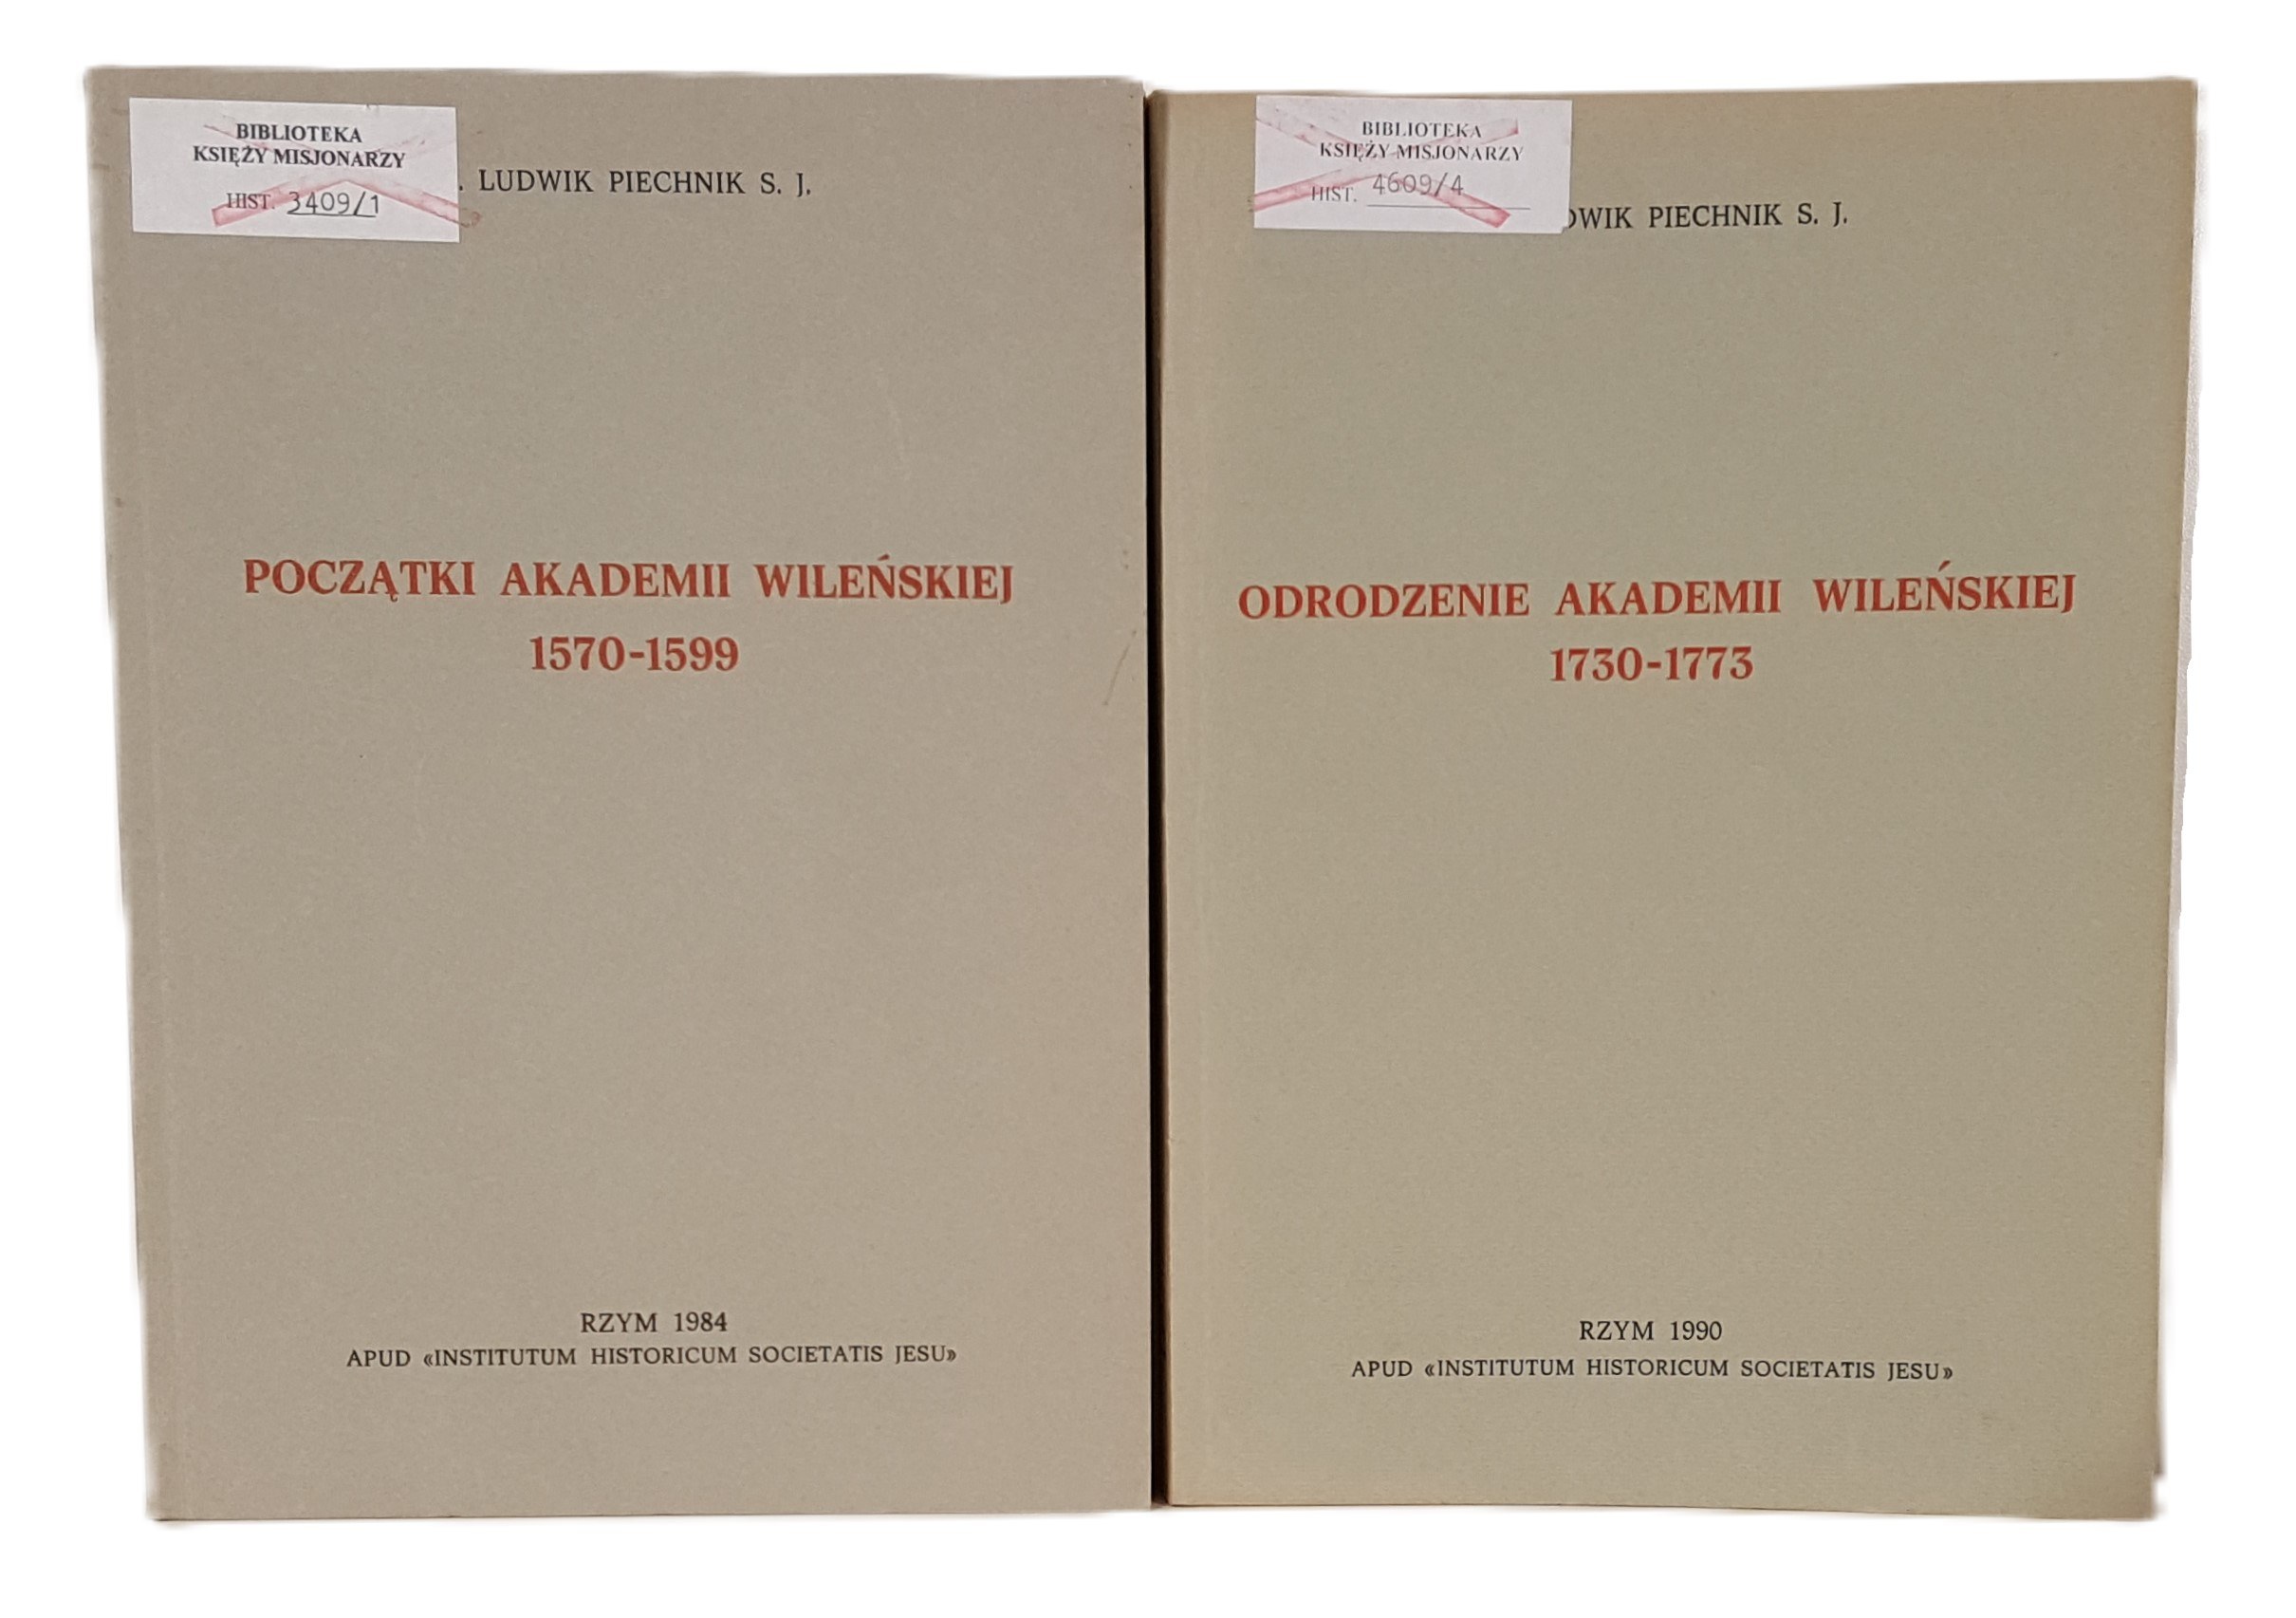 BIBLIOTEKA
KSIĘŻY MISJONARZY
HIST. 3409/1
. LUDWIK PIECHNIK S. J.
POCZĄTKI AKADEMII WILEŃSKIEJ
1570-1599
RZYM 1984
APUD «INSTITUTUM HISTORICUM SOCIETATIS JESU»
BIBLIOTEKA
KSIĘŻY MISJONARZY
HIST. 4609/4
DWIK PIECHNIK S. J.
ODRODZENIE AKADEMII WILEŃSKIEJ
1730-1773
RZYM 1990
APUD «INSTITUTUM HISTORICUM SOCIETATIS JESU»